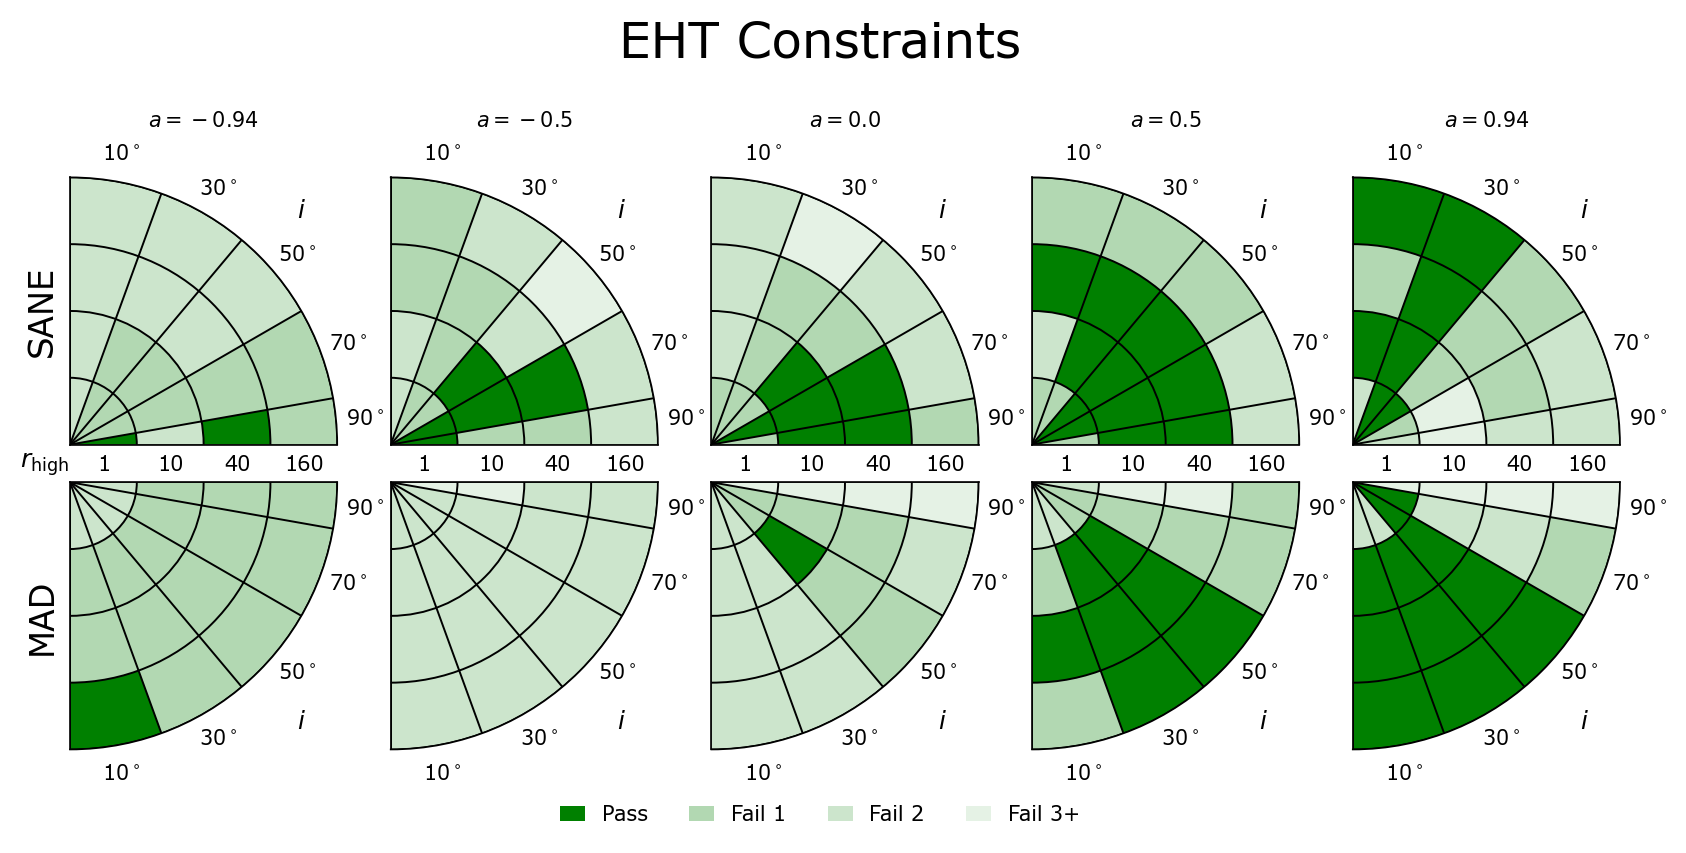 EHT Constraints
a = −0.94 a = −0.5 a = 0.0 a = 0.5 a = 0.94
10° 10° 10° 10° 10°
30° 30° 30° 30° 30°
i i i i i
50° 50° 50° 50° 50°
SANE
70° 70° 70° 70° 70°
90° 90° 90° 90° 90°
rhigh 1 10 40 160 1 10 40 160 1 10 40 160 1 10 40 160 1 10 40 160
90° 90° 90° 90° 90°
70° 70° 70° 70° 70°
MAD
50° 50° 50° 50° 50°
i i i i i
30° 30° 30° 30° 30°
10° 10° 10° 10° 10°
Pass Fail 1 Fail 2 Fail 3+